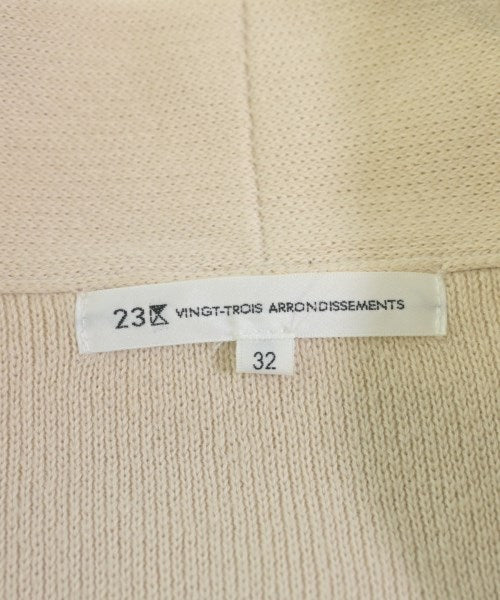 23区 VINGT-TROIS ARRONDISSEMENTS
32